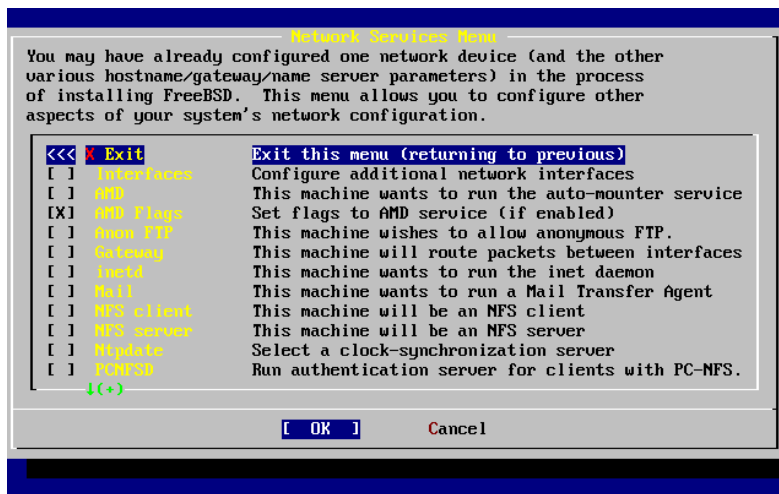 Network Services Menu
You may have already configured one network device (and the other
various hostname/gateway/name server parameters) in the process
of installing FreeBSD.  This menu allows you to configure other
aspects of your system's network configuration.
<<< X Exit Exit this menu (returning to previous)
[ ] Interfaces Configure additional network interfaces
[ ] AMD This machine wants to run the auto-mounter service
[X] AMD Flags Set flags to AMD service (if enabled)
[ ] Anon FTP This machine wishes to allow anonymous FTP.
[ ] Gateway This machine will route packets between interfaces
[ ] inetd This machine wants to run the inet daemon
[ ] Mail This machine wants to run a Mail Transfer Agent
[ ] NFS client This machine will be an NFS client
[ ] NFS server This machine will be an NFS server
[ ] Ntpdate Select a clock-synchronization server
[ ] PCNFSD Run authentication server for clients with PC-NFS.
↓(+)
[ OK ] Cancel